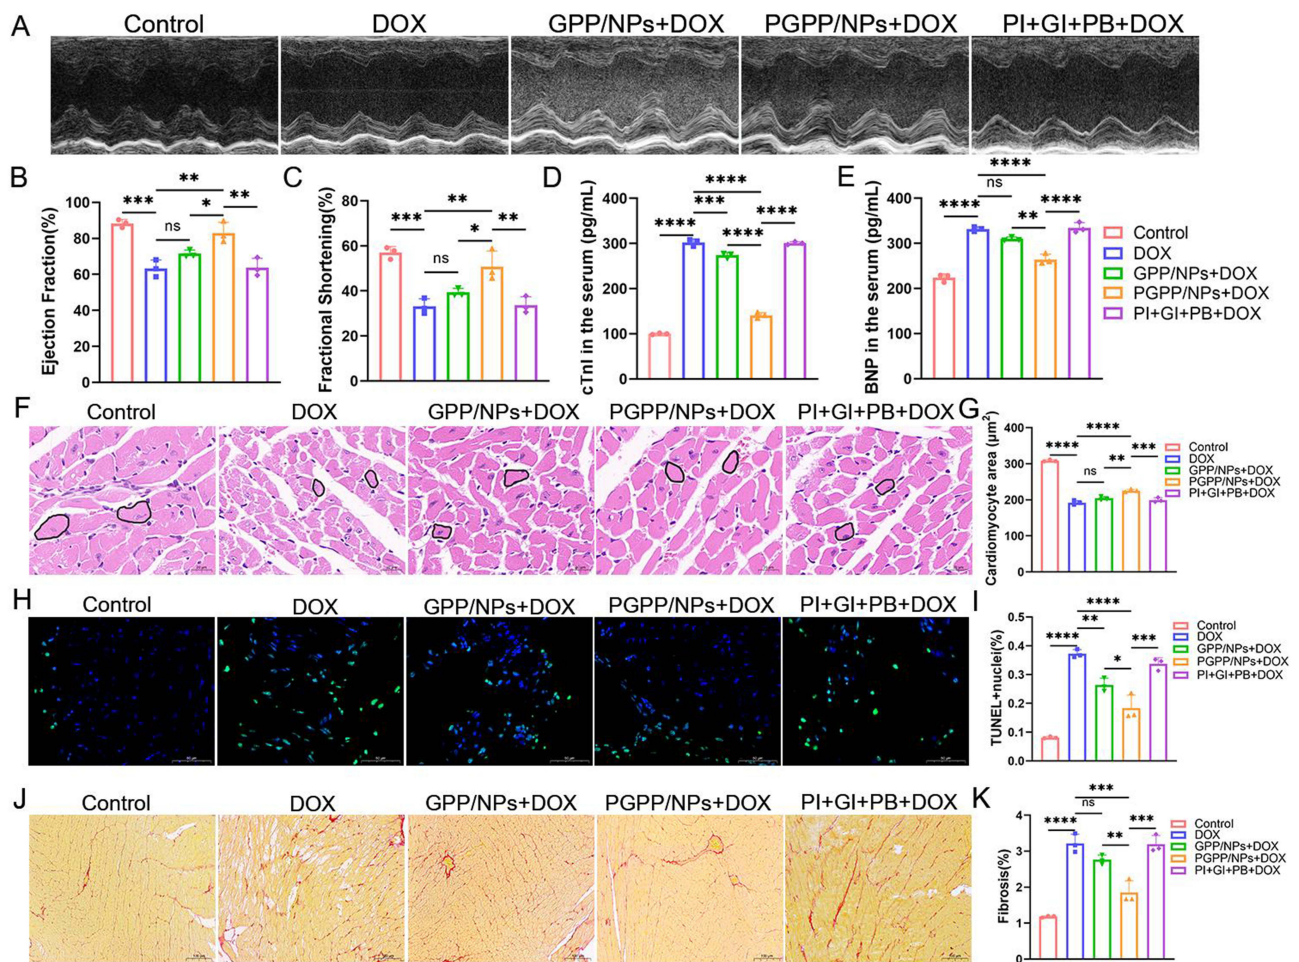 A
Control
DOX
GPP/NPs+DOX
PGPP/NPs+DOX
PI+GI+PB+DOX
B
Ejection Fraction(%)
100
80
60
40
20
0
***
**
ns
*
**
C
Fractional Shortening(%)
80
60
40
20
0
***
**
ns
*
**
D
cTnI in the serum (pg/mL)
400
300
200
100
0
****
***
****
****
****
E
BNP in the serum (pg/mL)
400
300
200
100
0
****
ns
****
**
****
Control
DOX
GPP/NPs+DOX
PGPP/NPs+DOX
PI+GI+PB+DOX
F
Control
DOX
GPP/NPs+DOX
PGPP/NPs+DOX
PI+GI+PB+DOX
G
Cardiomyocyte area (μm²)
400
300
200
100
0
****
****
ns
**
***
Control
DOX
GPP/NPs+DOX
PGPP/NPs+DOX
PI+GI+PB+DOX
H
Control
DOX
GPP/NPs+DOX
PGPP/NPs+DOX
PI+GI+PB+DOX
I
TUNEL+nuclei(%)
0.5
0.4
0.3
0.2
0.1
0.0
****
**
****
*
***
Control
DOX
GPP/NPs+DOX
PGPP/NPs+DOX
PI+GI+PB+DOX
J
Control
DOX
GPP/NPs+DOX
PGPP/NPs+DOX
PI+GI+PB+DOX
K
Fibrosis(%)
4
3
2
1
0
****
ns
***
**
***
Control
DOX
GPP/NPs+DOX
PGPP/NPs+DOX
PI+GI+PB+DOX